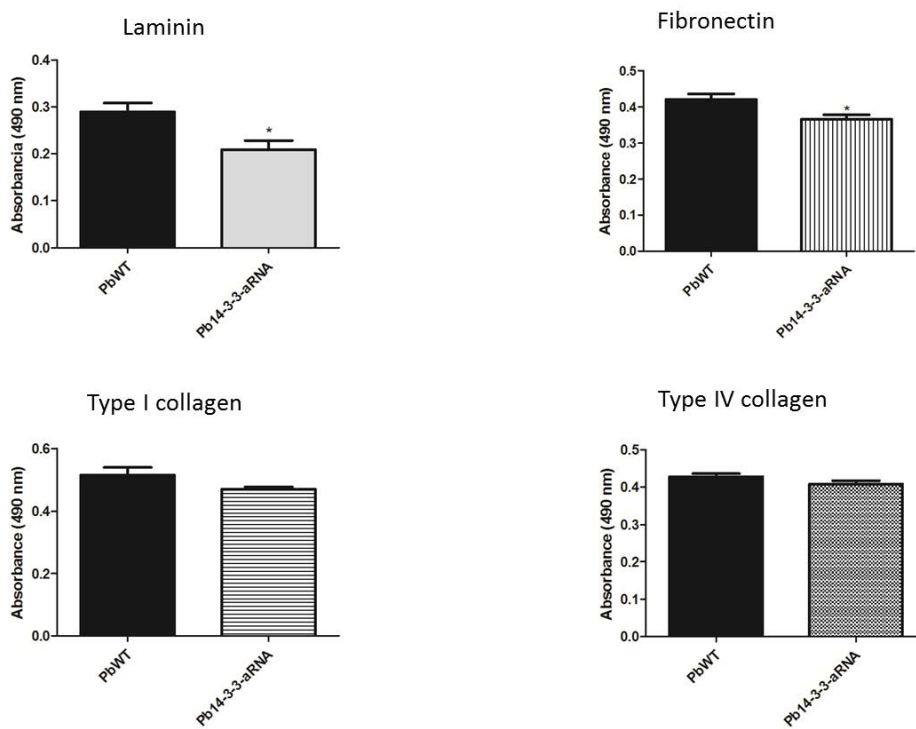 Laminin
Absorbancia (490 nm)
0.4
0.3
0.2
0.1
0.0
*
PbWT
Pb14-3-3-aRNA
Fibronectin
Absorbance (490 nm)
0.5
0.4
0.3
0.2
0.1
0.0
*
PbWT
Pb14-3-3-aRNA
Type I collagen
Absorbance (490 nm)
0.6
0.4
0.2
0.0
PbWT
Pb14-3-3-aRNA
Type IV collagen
Absorbance (490 nm)
0.5
0.4
0.3
0.2
0.1
0.0
PbWT
Pb14-3-3-aRNA